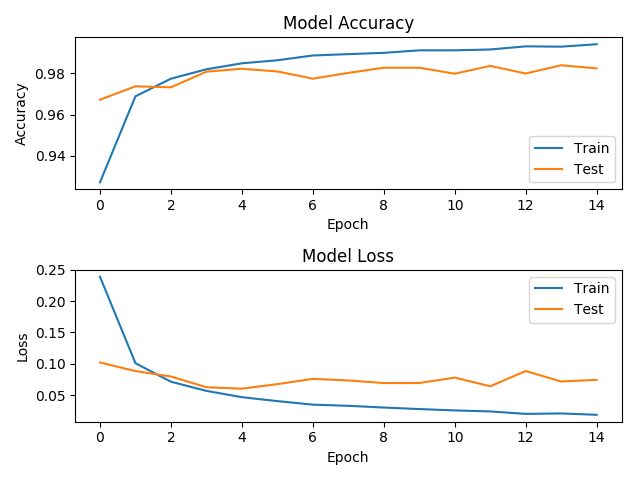 Model Accuracy
Accuracy
0.98
0.96
0.94
Train
Test
0 2 4 6 8 10 12 14
Epoch
Model Loss
Loss
0.25
0.20
0.15
0.10
0.05
Train
Test
0 2 4 6 8 10 12 14
Epoch